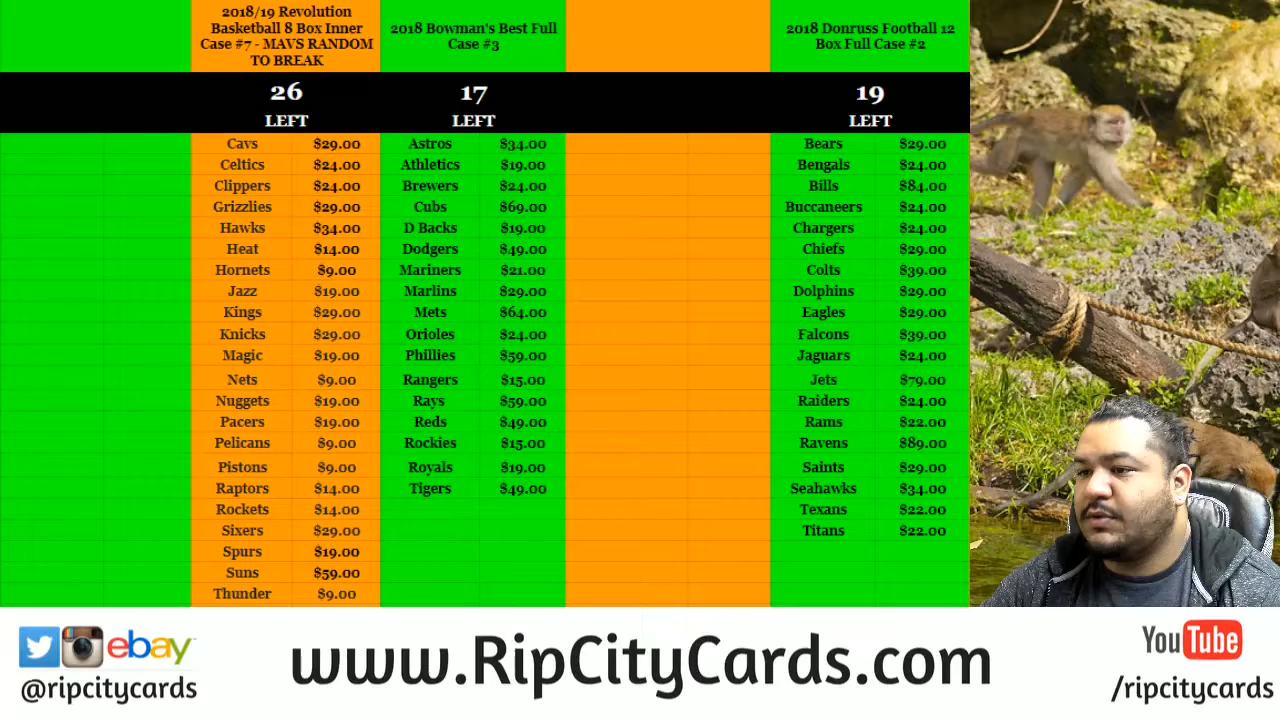 2018/19 Revolution
Basketball 8 Box Inner
Case #7 - MAVS RANDOM
TO BREAK
26
LEFT
Cavs $29.00
Celtics $24.00
Clippers $24.00
Grizzlies $29.00
Hawks $34.00
Heat $14.00
Hornets $9.00
Jazz $19.00
Kings $29.00
Knicks $29.00
Magic $19.00
Nets $9.00
Nuggets $19.00
Pacers $19.00
Pelicans $9.00
Pistons $9.00
Raptors $14.00
Rockets $14.00
Sixers $29.00
Spurs $19.00
Suns $59.00
Thunder $9.00
2018 Bowman's Best Full
Case #3
17
LEFT
Astros $34.00
Athletics $19.00
Brewers $24.00
Cubs $69.00
D Backs $19.00
Dodgers $49.00
Mariners $21.00
Marlins $29.00
Mets $64.00
Orioles $24.00
Phillies $59.00
Rangers $15.00
Rays $59.00
Reds $49.00
Rockies $15.00
Royals $19.00
Tigers $49.00
2018 Donruss Football 12
Box Full Case #2
19
LEFT
Bears $29.00
Bengals $24.00
Bills $84.00
Buccaneers $24.00
Chargers $24.00
Chiefs $29.00
Colts $39.00
Dolphins $29.00
Eagles $29.00
Falcons $39.00
Jaguars $24.00
Jets $79.00
Raiders $24.00
Rams $22.00
Ravens $89.00
Saints $29.00
Seahawks $34.00
Texans $22.00
Titans $22.00
ebay
@ripcitycards
www.RipCityCards.com
YouTube
/ripcitycards